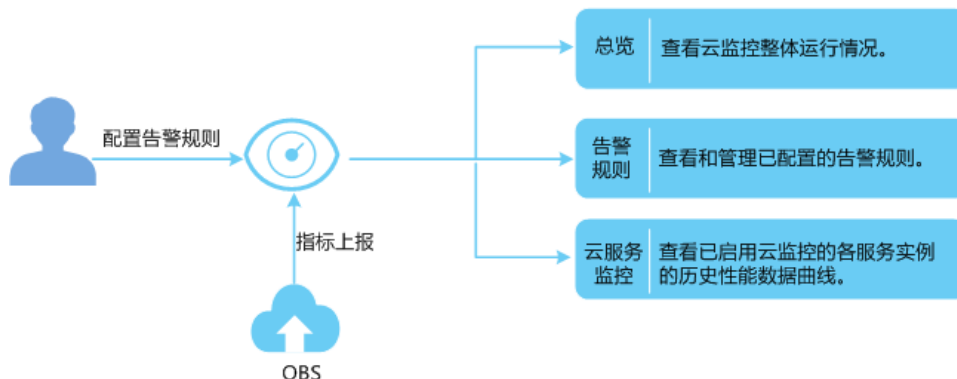 总览
查看云监控整体运行情况。
配置告警规则
告警
规则
查看和管理已配置的告警规则。
指标上报
云服务
监控
查看已启用云监控的各服务实例
的历史性能数据曲线。
OBS